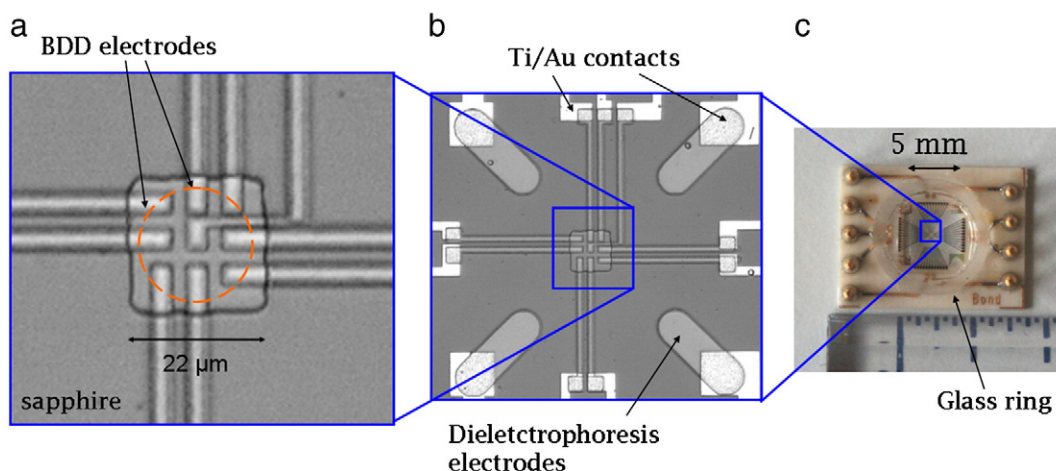 a
BDD electrodes
22 µm
sapphire
b
Ti/Au contacts
Dieletctrophoresis
electrodes
c
5 mm
Bond
Glass ring